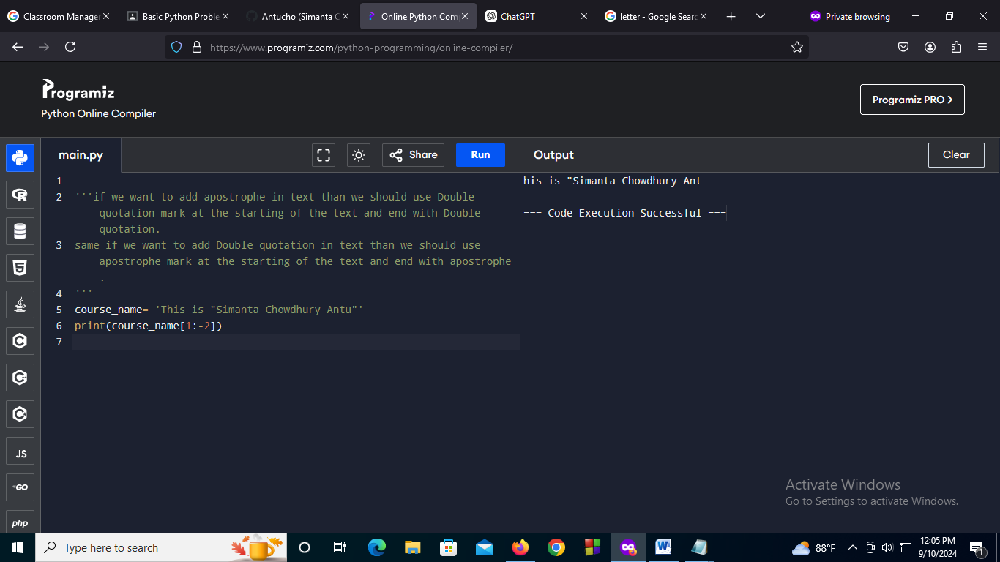 Classroom Manager
Basic Python Proble
Antucho (Simanta C
Online Python Comp
ChatGPT
letter - Google Searc
Private browsing
https://www.programiz.com/python-programming/online-compiler/
Programiz
Python Online Compiler
Programiz PRO
main.py
Share
Run
Output
Clear
1
2 '''if we want to add apostrophe in text than we should use Double
quotation mark at the starting of the text and end with Double
quotation.
3 same if we want to add Double quotation in text than we should use
apostrophe mark at the starting of the text and end with apostrophe
.
4 '''
5 course_name= 'This is "Simanta Chowdhury Antu"'
6 print(course_name[1:-2])
7
his is "Simanta Chowdhury Ant
=== Code Execution Successful ===
R
5
C
C
C
JS
GO
php
Activate Windows
Go to Settings to activate Windows.
Type here to search
W
88°F
12:05 PM
9/10/2024
1